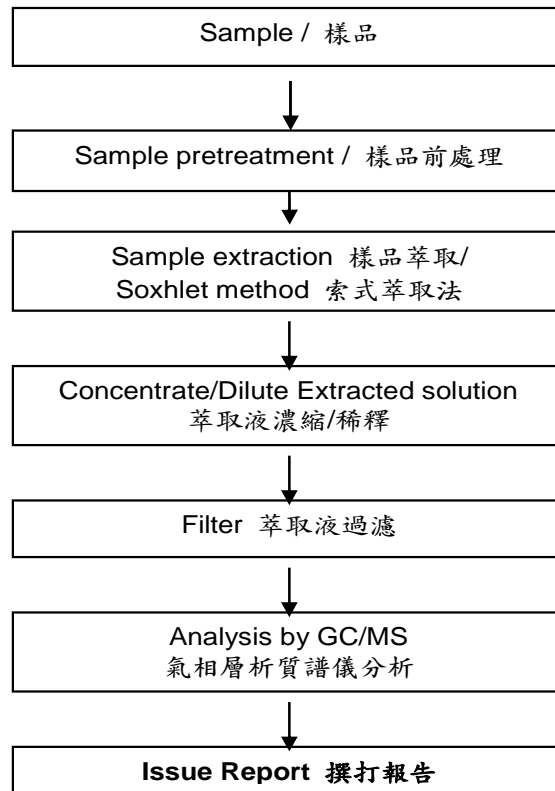 Sample / 樣品
Sample pretreatment / 樣品前處理
Sample extraction 樣品萃取/
Soxhlet method 索式萃取法
Concentrate/Dilute Extracted solution
萃取液濃縮/稀釋
Filter 萃取液過濾
Analysis by GC/MS
氣相層析質譜儀分析
Issue Report 撰打報告